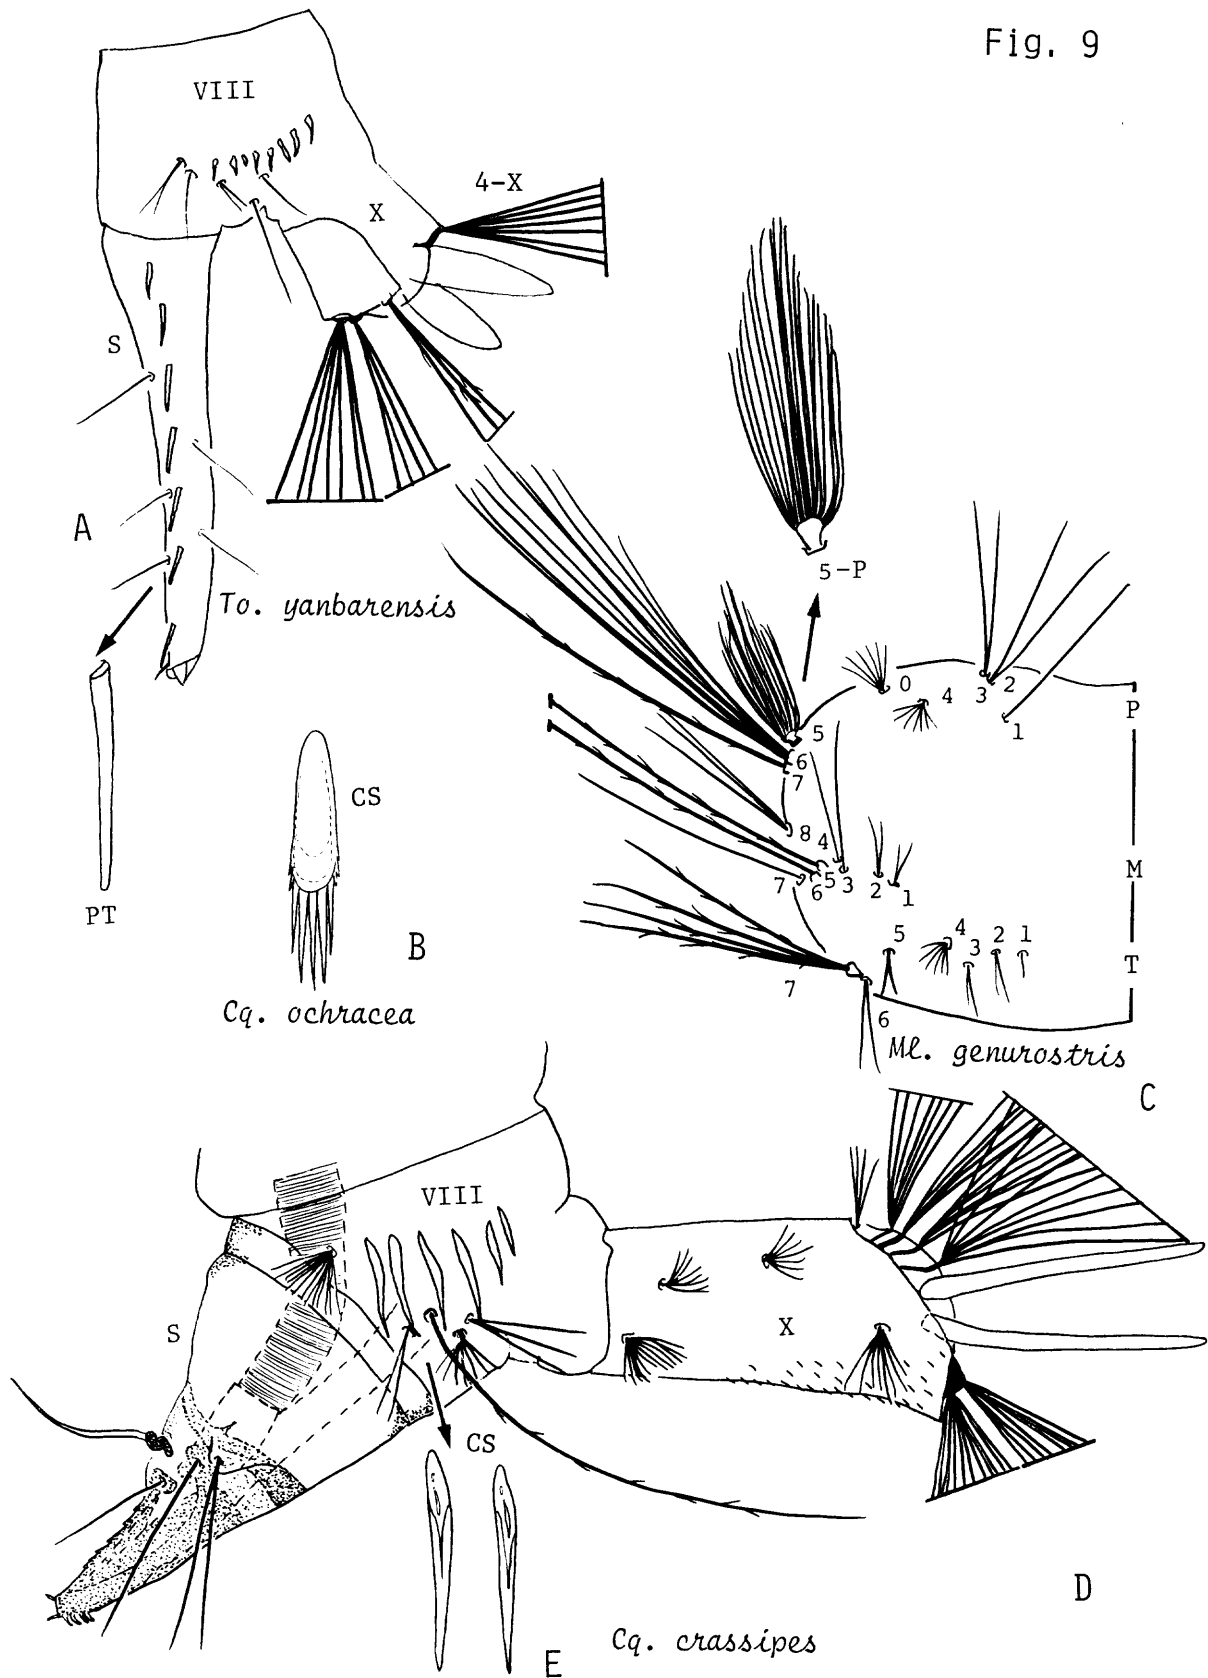 Fig. 9
VIII
4-X
X
S
A
To. yanbarensis
PT
CS
B
Cq. ochracea
5-P
0
4
3
2
1
P
5
6
7
8
4
7
6
5
3
2
1
M
5
4
3
2
1
T
7
6
Ml. genurostris
C
VIII
S
X
CS
D
E
Cq. crassipes